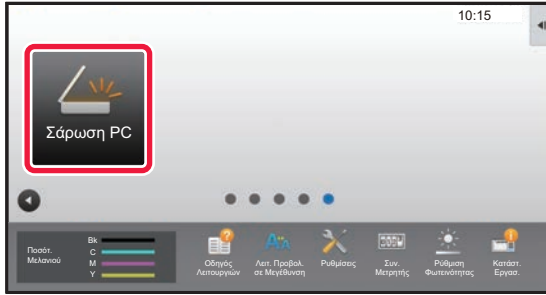 10:15
Σάρωση PC
Ποσότ.
Μελανιού
Bk
C
M
Y
Οδηγός
Λειτουργιών
Λειτ. Προβολ.
σε Μεγέθυνση
Ρυθμίσεις
Συν.
Μετρητής
Ρύθμιση
Φωτεινότητας
Κατάστ.
Εργασ.